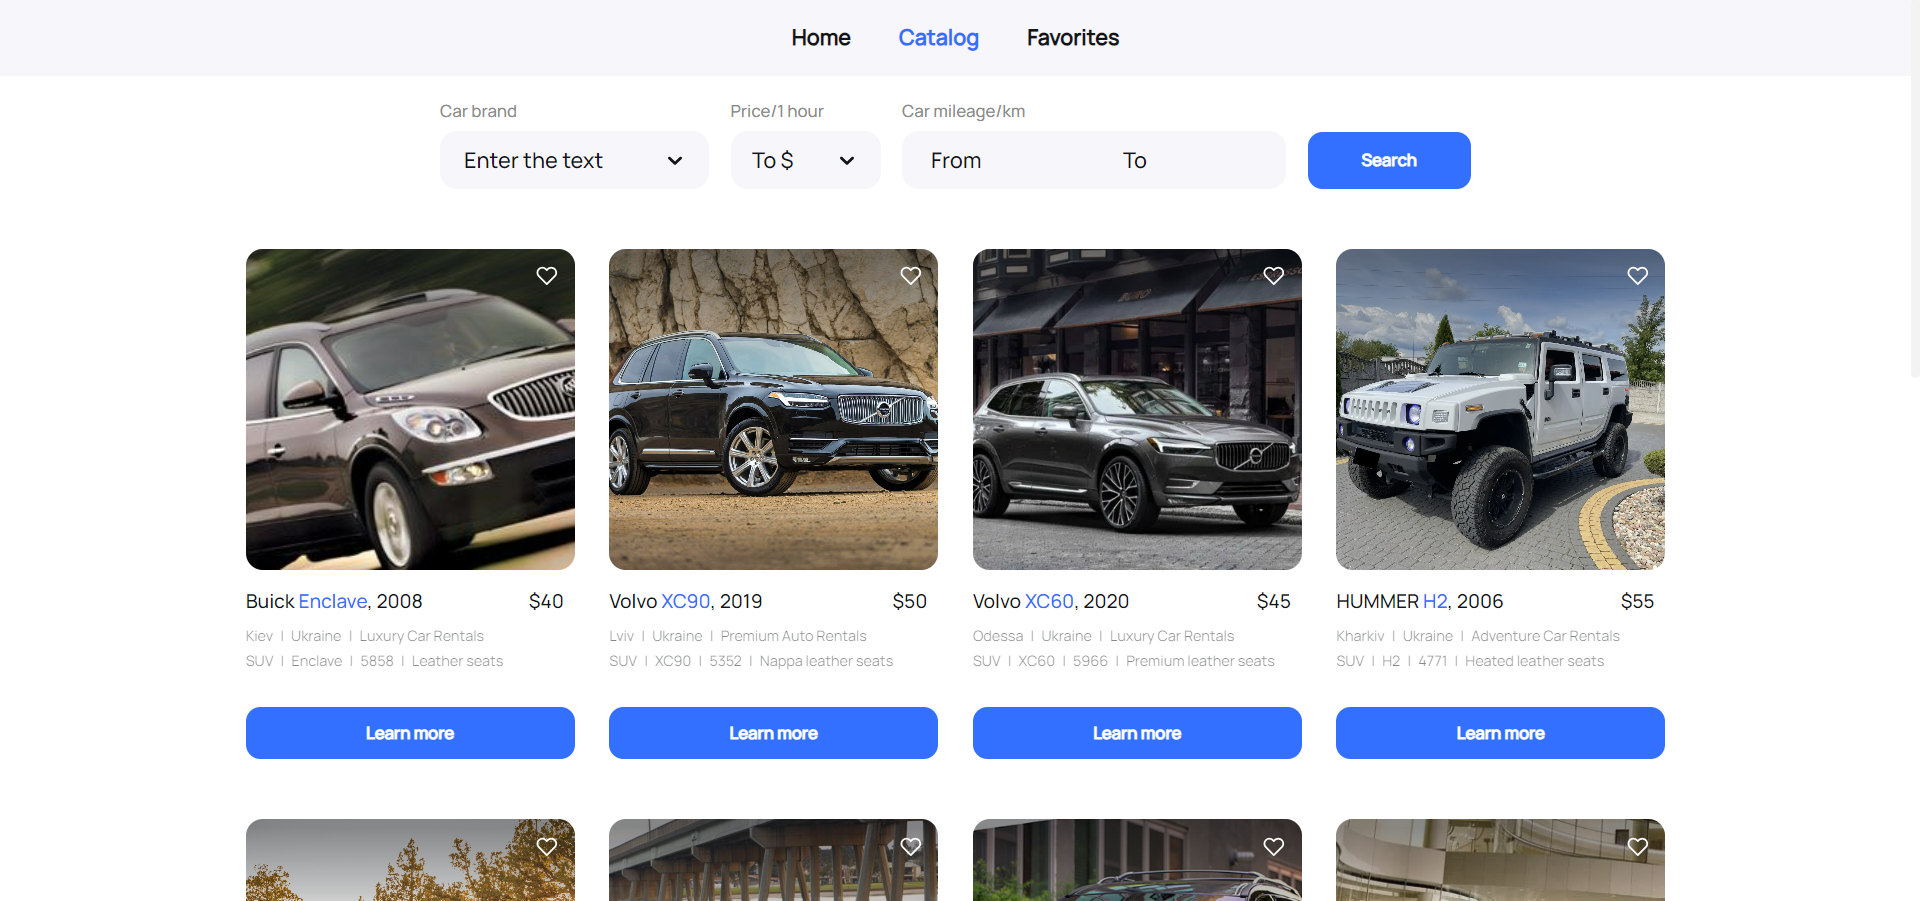 Home Catalog Favorites
Car brand Price/1 hour Car mileage/km
Enter the text To $ From To Search
Buick Enclave, 2008 $40 Volvo XC90, 2019 $50 Volvo XC60, 2020 $45 HUMMER H2, 2006 $55
Kiev | Ukraine | Luxury Car Rentals Lviv | Ukraine | Premium Auto Rentals Odessa | Ukraine | Luxury Car Rentals Kharkiv | Ukraine | Adventure Car Rentals
SUV | Enclave | 5858 | Leather seats SUV | XC90 | 5352 | Nappa leather seats SUV | XC60 | 5966 | Premium leather seats SUV | H2 | 4771 | Heated leather seats
Learn more Learn more Learn more Learn more